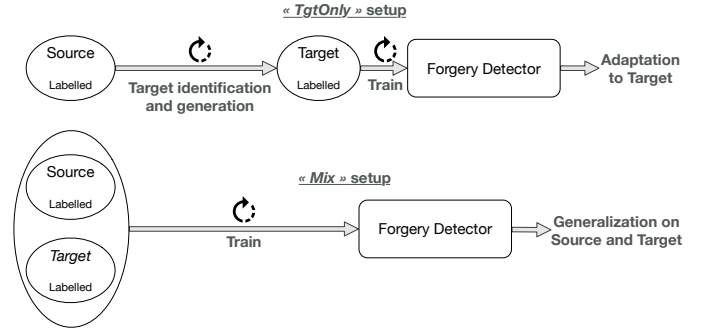 « TgtOnly » setup
Source
Labelled
Target identification
and generation
Target
Labelled
Train
Forgery Detector
Adaptation
to Target
« Mix » setup
Source
Labelled
Target
Labelled
Train
Forgery Detector
Generalization on
Source and Target